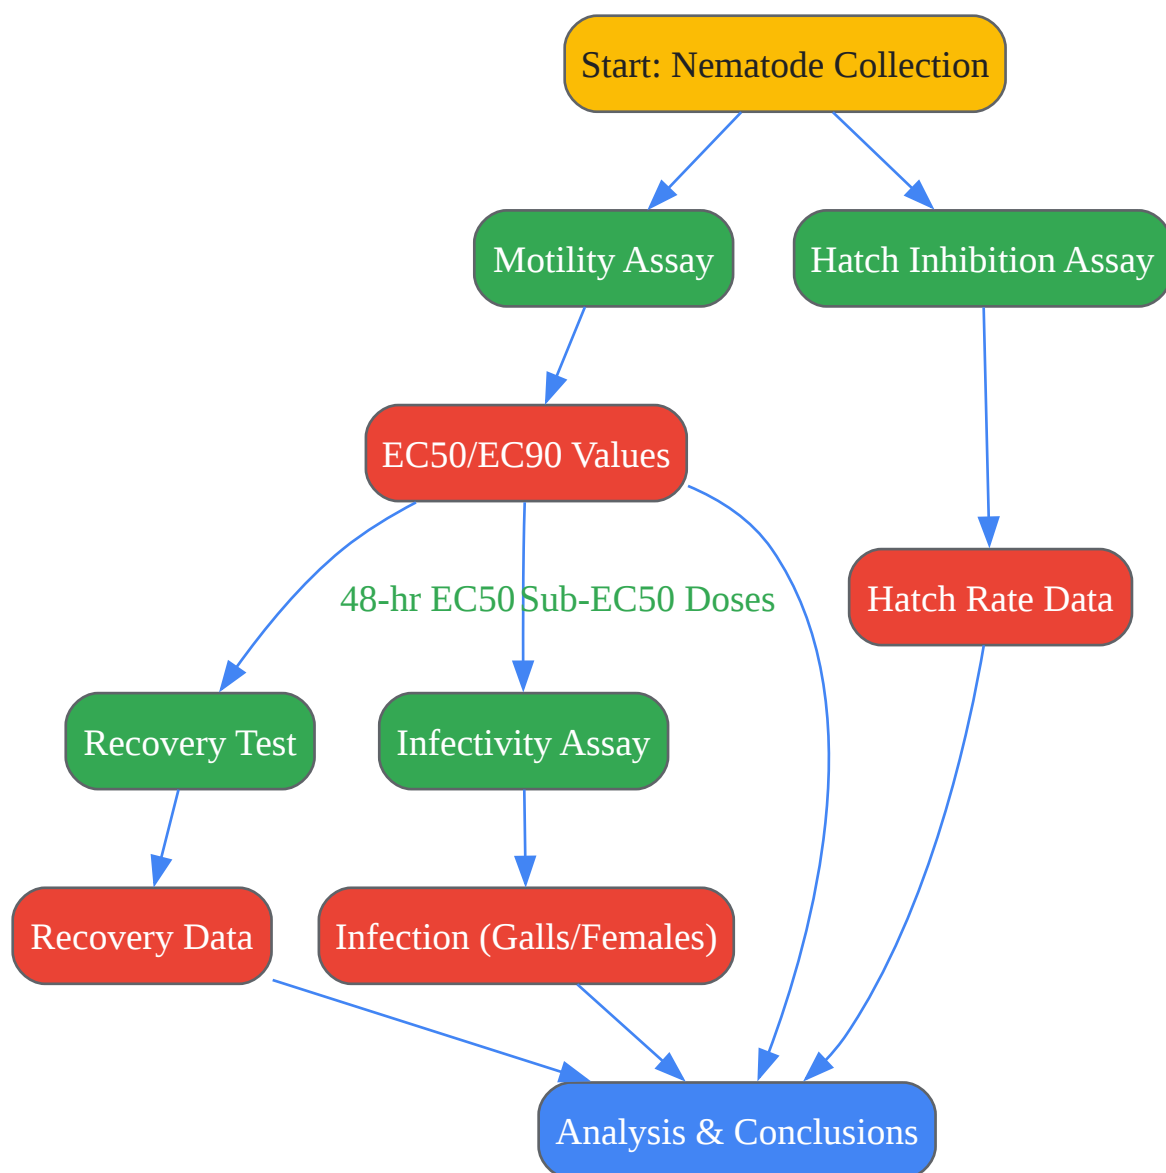 Start: Nematode Collection
Motility Assay
Hatch Inhibition Assay
EC50/EC90 Values
48-hr EC50
Sub-EC50 Doses
Hatch Rate Data
Recovery Test
Infectivity Assay
Recovery Data
Infection (Galls/Females)
Analysis & Conclusions